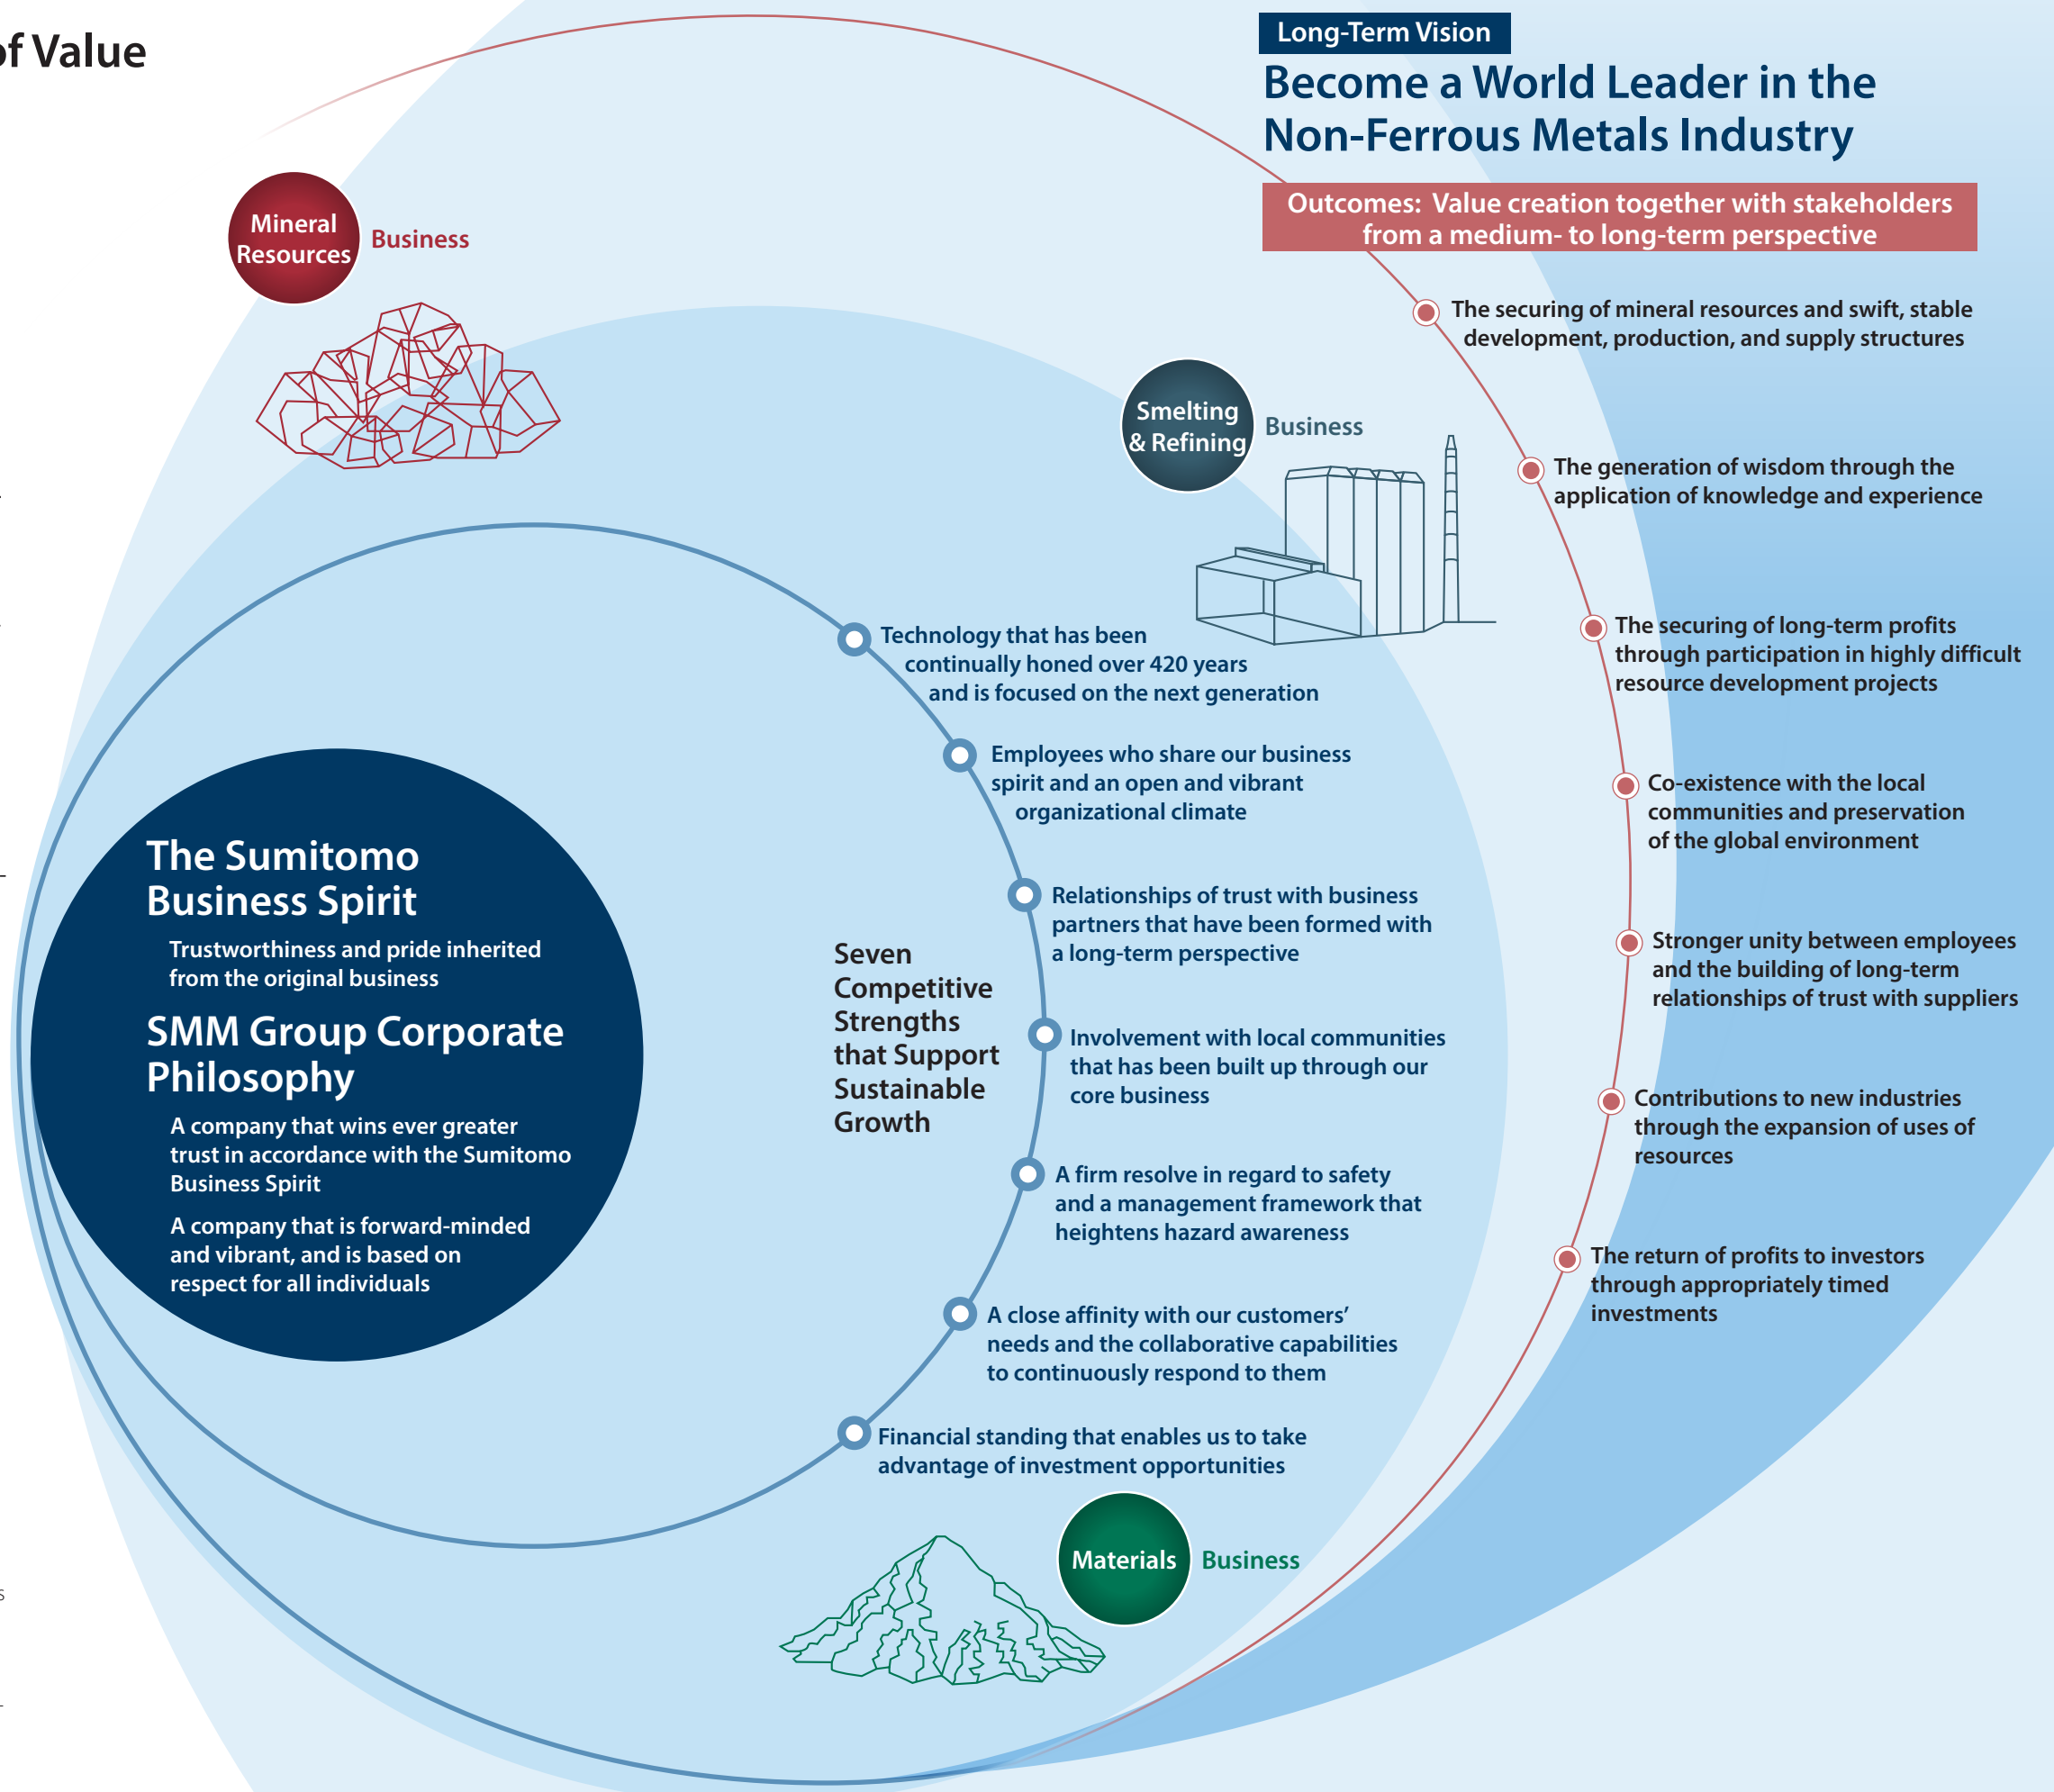 of Value
Long-Term Vision
Become a World Leader in the
Non-Ferrous Metals Industry
Outcomes: Value creation together with stakeholders
from a medium- to long-term perspective
Mineral
Resources
Business
The securing of mineral resources and swift, stable
development, production, and supply structures
Smelting
& Refining
Business
The generation of wisdom through the
application of knowledge and experience
The securing of long-term profits
through participation in highly difficult
resource development projects
Co-existence with the local
communities and preservation
of the global environment
Stronger unity between employees
and the building of long-term
relationships of trust with suppliers
Contributions to new industries
through the expansion of uses of
resources
The return of profits to investors
through appropriately timed
investments
Technology that has been
continually honed over 420 years
and is focused on the next generation
Employees who share our business
spirit and an open and vibrant
organizational climate
Relationships of trust with business
partners that have been formed with
a long-term perspective
Involvement with local communities
that has been built up through our
core business
A firm resolve in regard to safety
and a management framework that
heightens hazard awareness
A close affinity with our customers’
needs and the collaborative capabilities
to continuously respond to them
Financial standing that enables us to take
advantage of investment opportunities
Seven
Competitive
Strengths
that Support
Sustainable
Growth
The Sumitomo
Business Spirit
Trustworthiness and pride inherited
from the original business
SMM Group Corporate
Philosophy
A company that wins ever greater
trust in accordance with the Sumitomo
Business Spirit
A company that is forward-minded
and vibrant, and is based on
respect for all individuals
Materials
Business